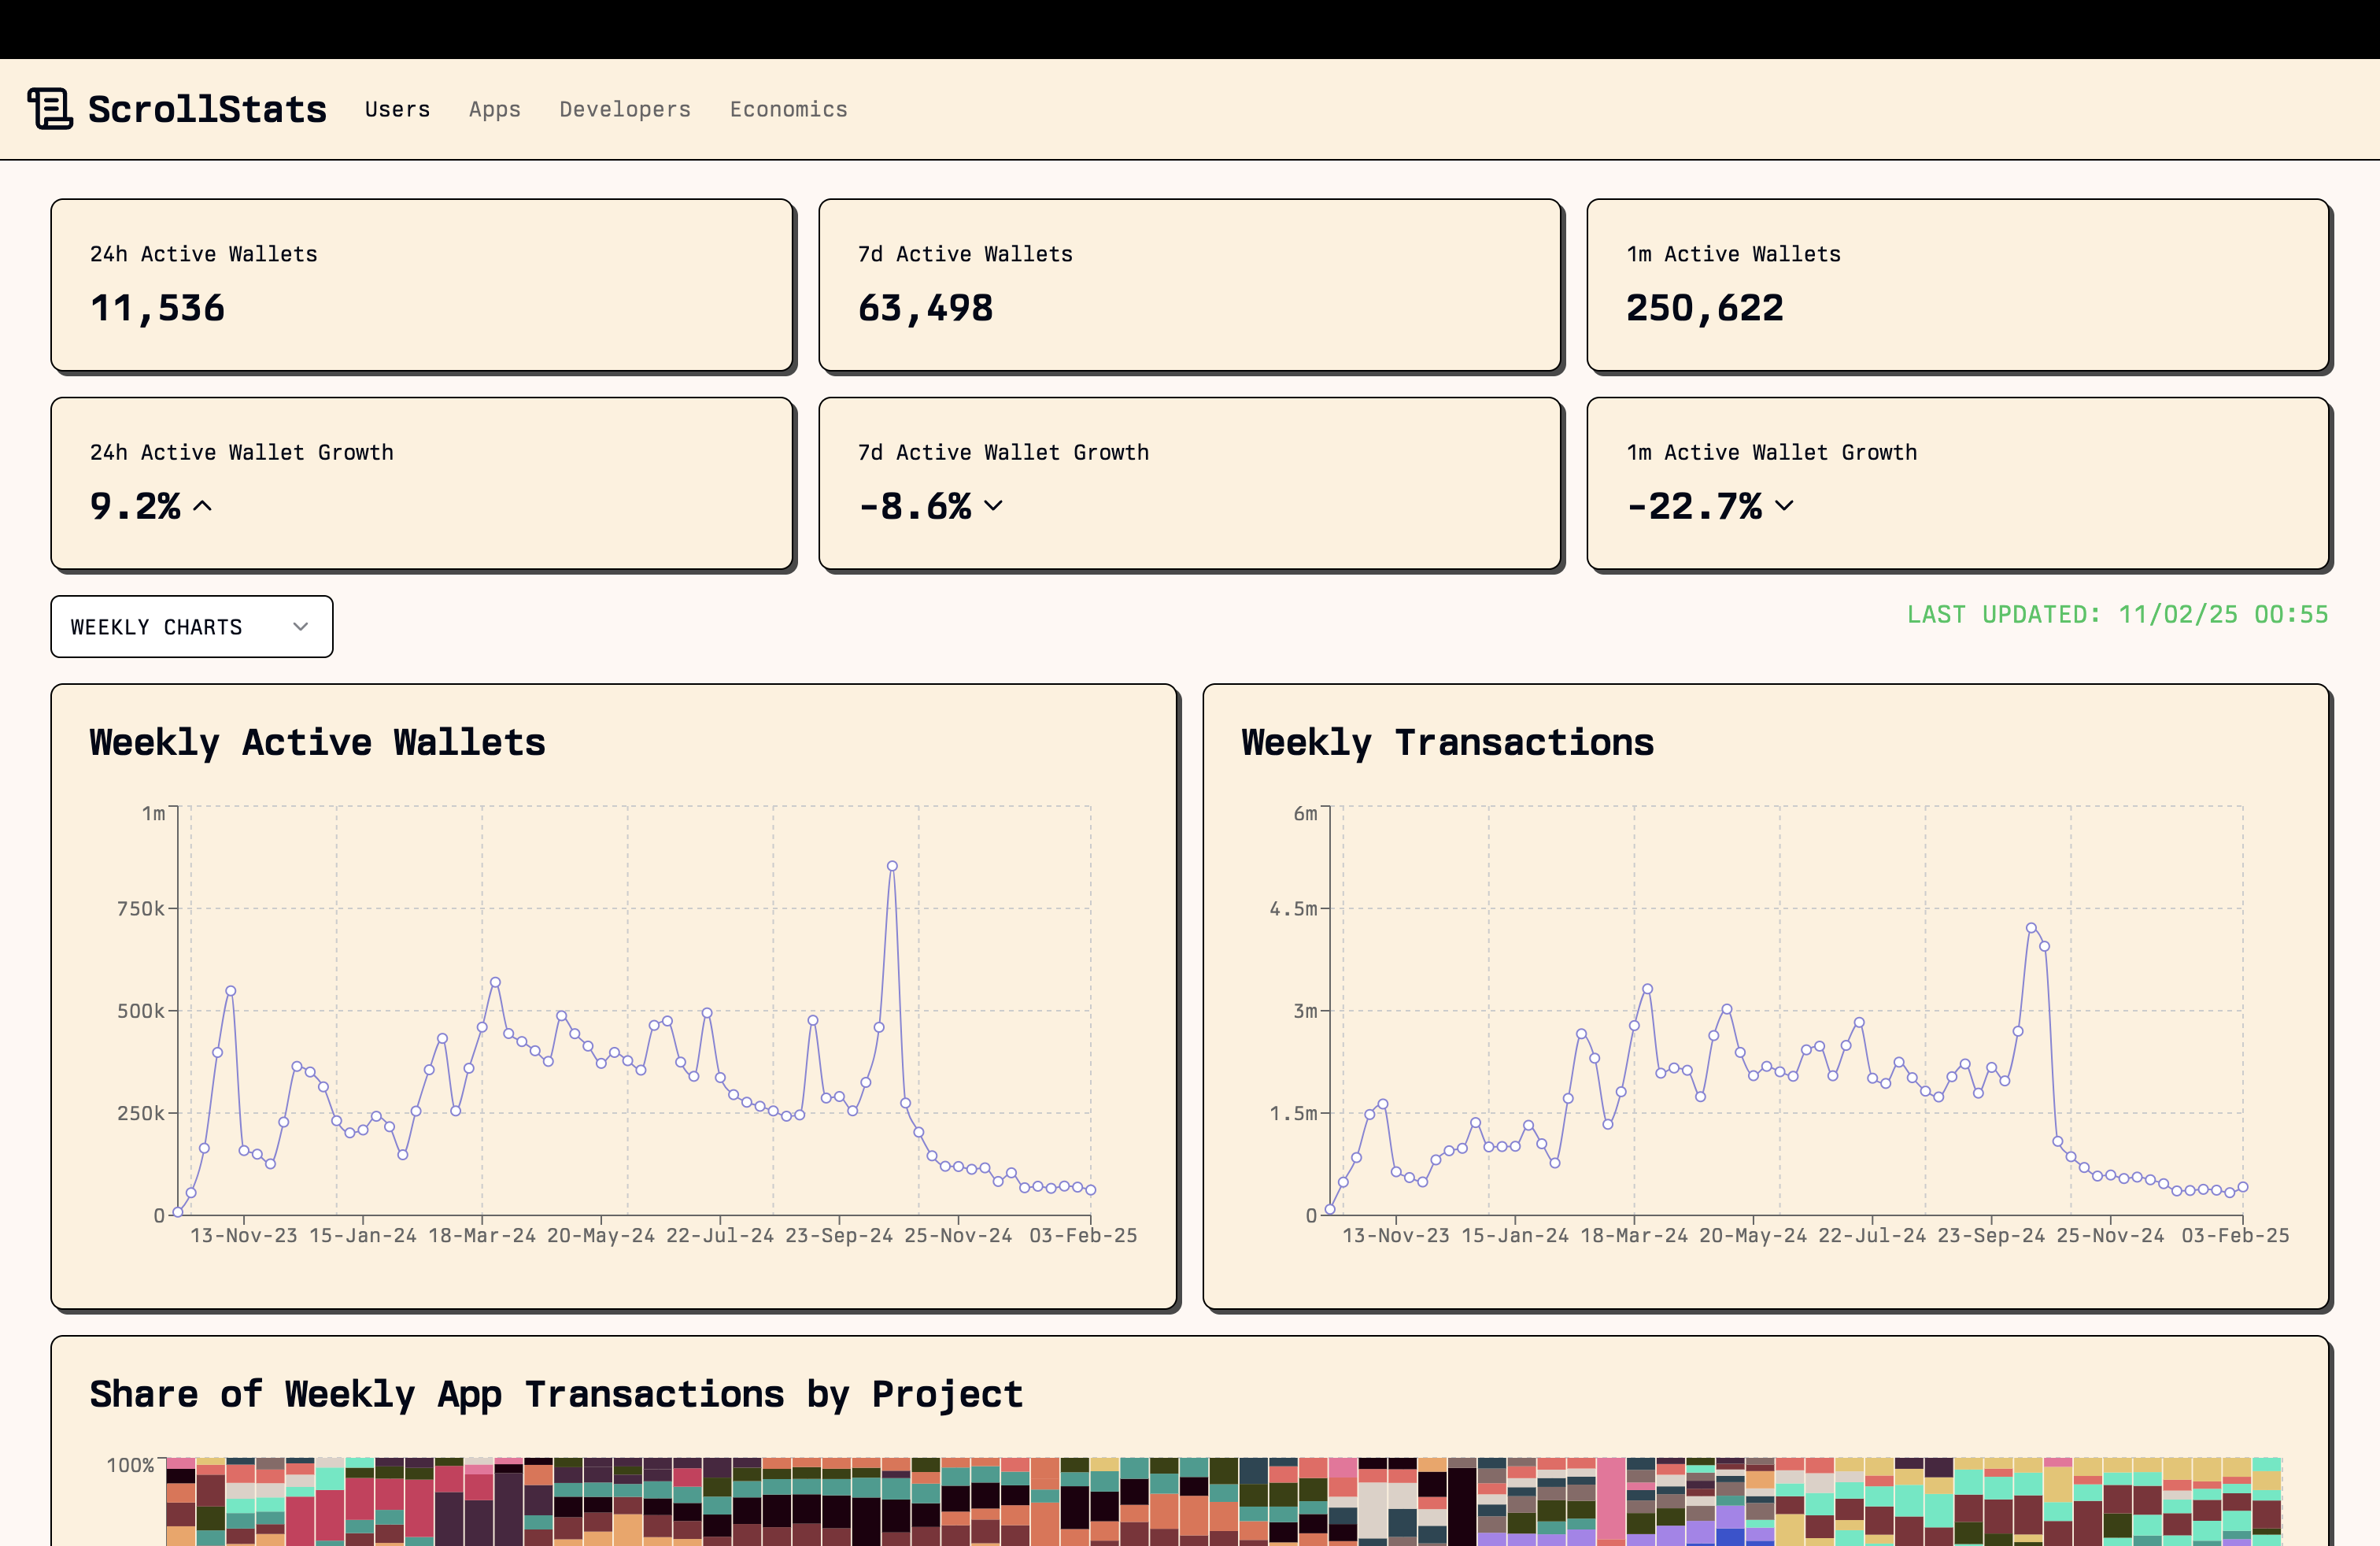 ScrollStats Users Apps Developers Economics
24h Active Wallets
11,536
7d Active Wallets
63,498
1m Active Wallets
250,622
24h Active Wallet Growth
9.2%
7d Active Wallet Growth
-8.6%
1m Active Wallet Growth
-22.7%
WEEKLY CHARTS
LAST UPDATED: 11/02/25 00:55
Weekly Active Wallets
1m
750k
500k
250k
0
13-Nov-23 15-Jan-24 18-Mar-24 20-May-24 22-Jul-24 23-Sep-24 25-Nov-24 03-Feb-25
Weekly Transactions
6m
4.5m
3m
1.5m
0
13-Nov-23 15-Jan-24 18-Mar-24 20-May-24 22-Jul-24 23-Sep-24 25-Nov-24 03-Feb-25
Share of Weekly App Transactions by Project
100%